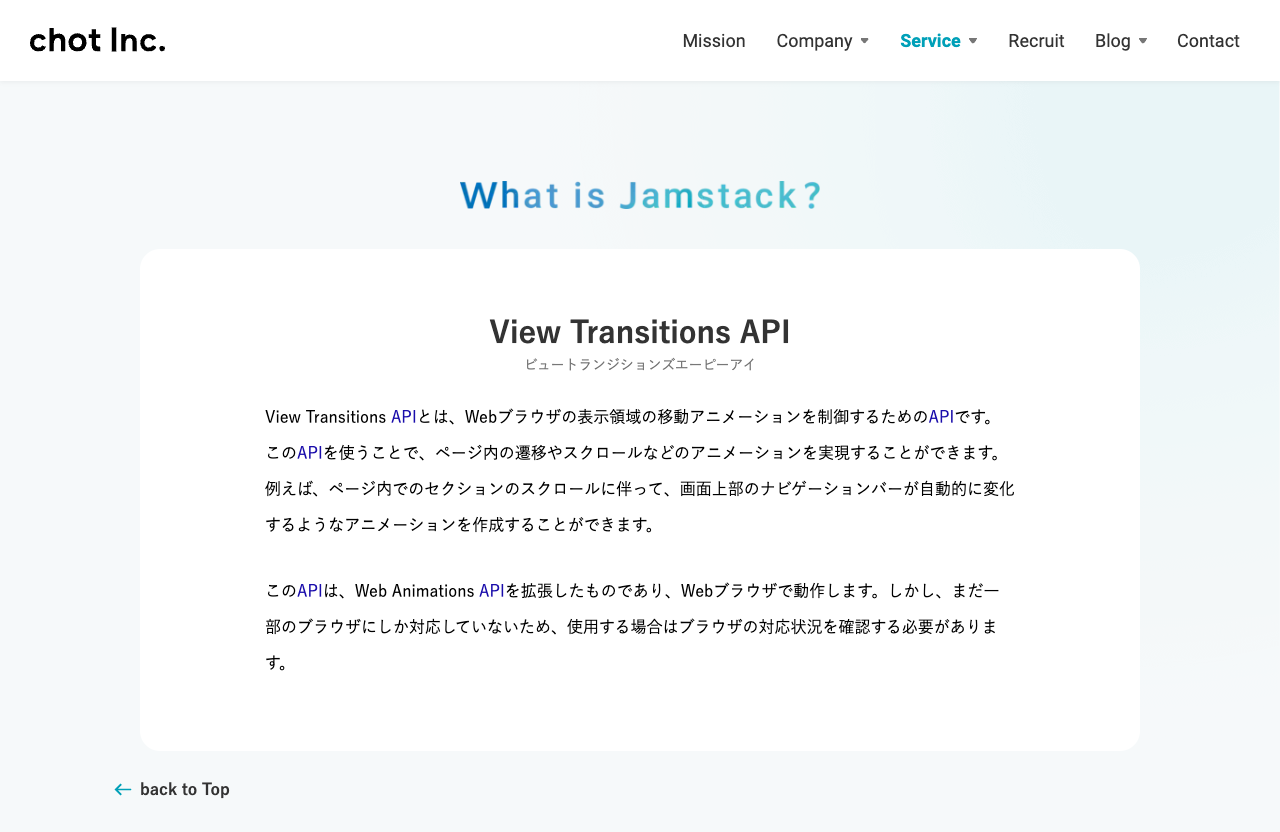 chot Inc.
Mission Company Service Recruit Blog Contact
What is Jamstack?
View Transitions API
ビュートランジションズエーピーアイ
View Transitions APIとは、Webブラウザの表示領域の移動アニメーションを制御するためのAPIです。
このAPIを使うことで、ページ内の遷移やスクロールなどのアニメーションを実現することができます。
例えば、ページ内でのセクションのスクロールに伴って、画面上部のナビゲーションバーが自動的に変化
するようなアニメーションを作成することができます。
このAPIは、Web Animations APIを拡張したものであり、Webブラウザで動作します。しかし、まだ一
部のブラウザにしか対応していないため、使用する場合はブラウザの対応状況を確認する必要がありま
す。
back to Top